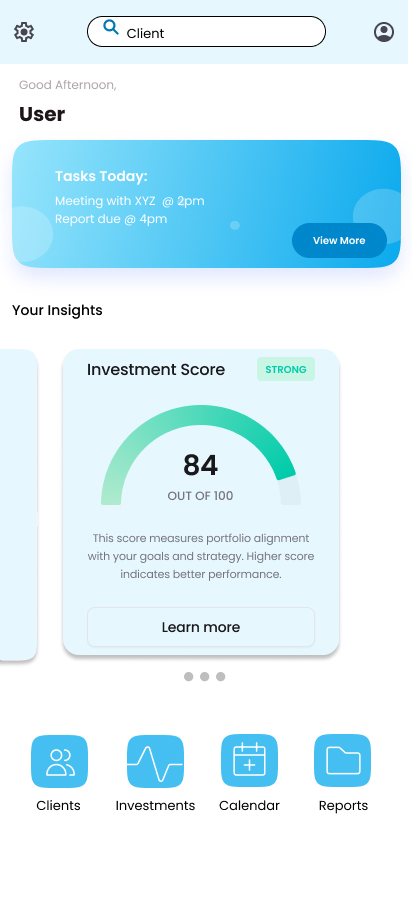 Client
Good Afternoon,
User
Tasks Today:
Meeting with XYZ @ 2pm
Report due @ 4pm
View More
Your Insights
Investment Score
STRONG
84
OUT OF 100
This score measures portfolio alignment
with your goals and strategy. Higher score
indicates better performance.
Learn more
Clients
Investments
Calendar
Reports